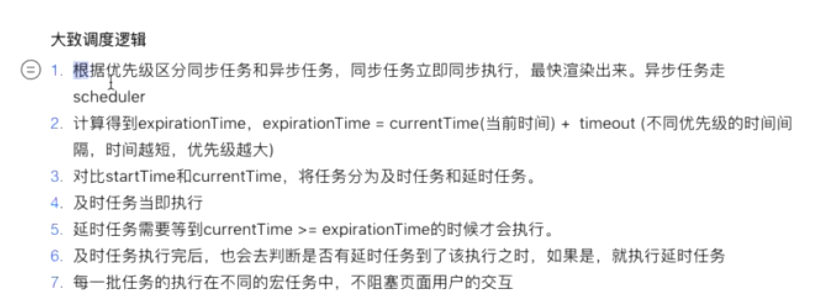 大致调度逻辑
1. 根据优先级区分同步任务和异步任务，同步任务立即同步执行，最快渲染出来。异步任务走
scheduler
2. 计算得到expirationTime，expirationTime = currentTime(当前时间) + timeout (不同优先级的时间间
隔，时间越短，优先级越大)
3. 对比startTime和currentTime，将任务分为及时任务和延时任务。
4. 及时任务当即执行
5. 延时任务需要等到currentTime >= expirationTime的时候才会执行。
6. 及时任务执行完后，也会去判断是否有延时任务到了该执行之时，如果是，就执行延时任务
7. 每一批任务的执行在不同的宏任务中，不阻塞页面用户的交互